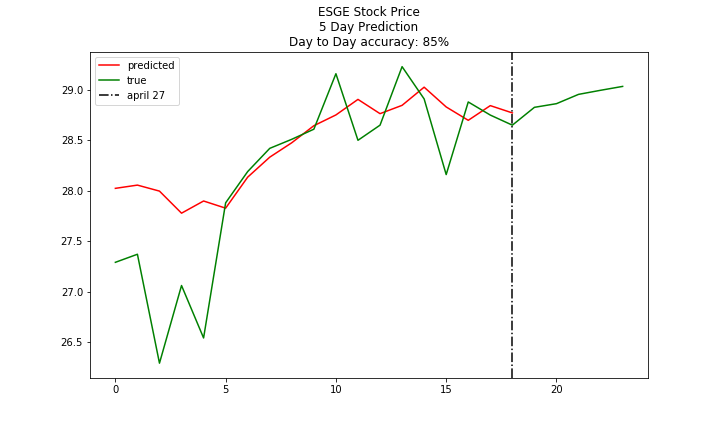 ESGE Stock Price
5 Day Prediction
Day to Day accuracy: 85%
predicted
true
april 27
29.0
28.5
28.0
27.5
27.0
26.5
0 5 10 15 20